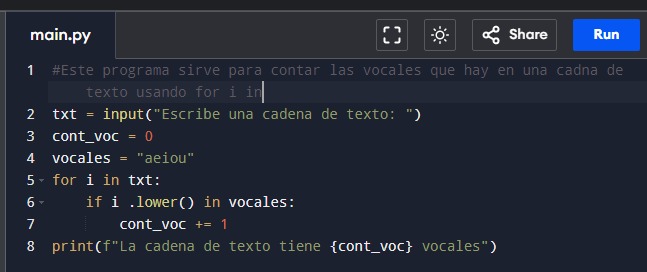 main.py
Share
Run
1 #Este programa sirve para contar las vocales que hay en una cadna de
texto usando for i in
2 txt = input("Escribe una cadena de texto: ")
3 cont_voc = 0
4 vocales = "aeiou"
5 for i in txt:
6 if i .lower() in vocales:
7 cont_voc += 1
8 print(f"La cadena de texto tiene {cont_voc} vocales")